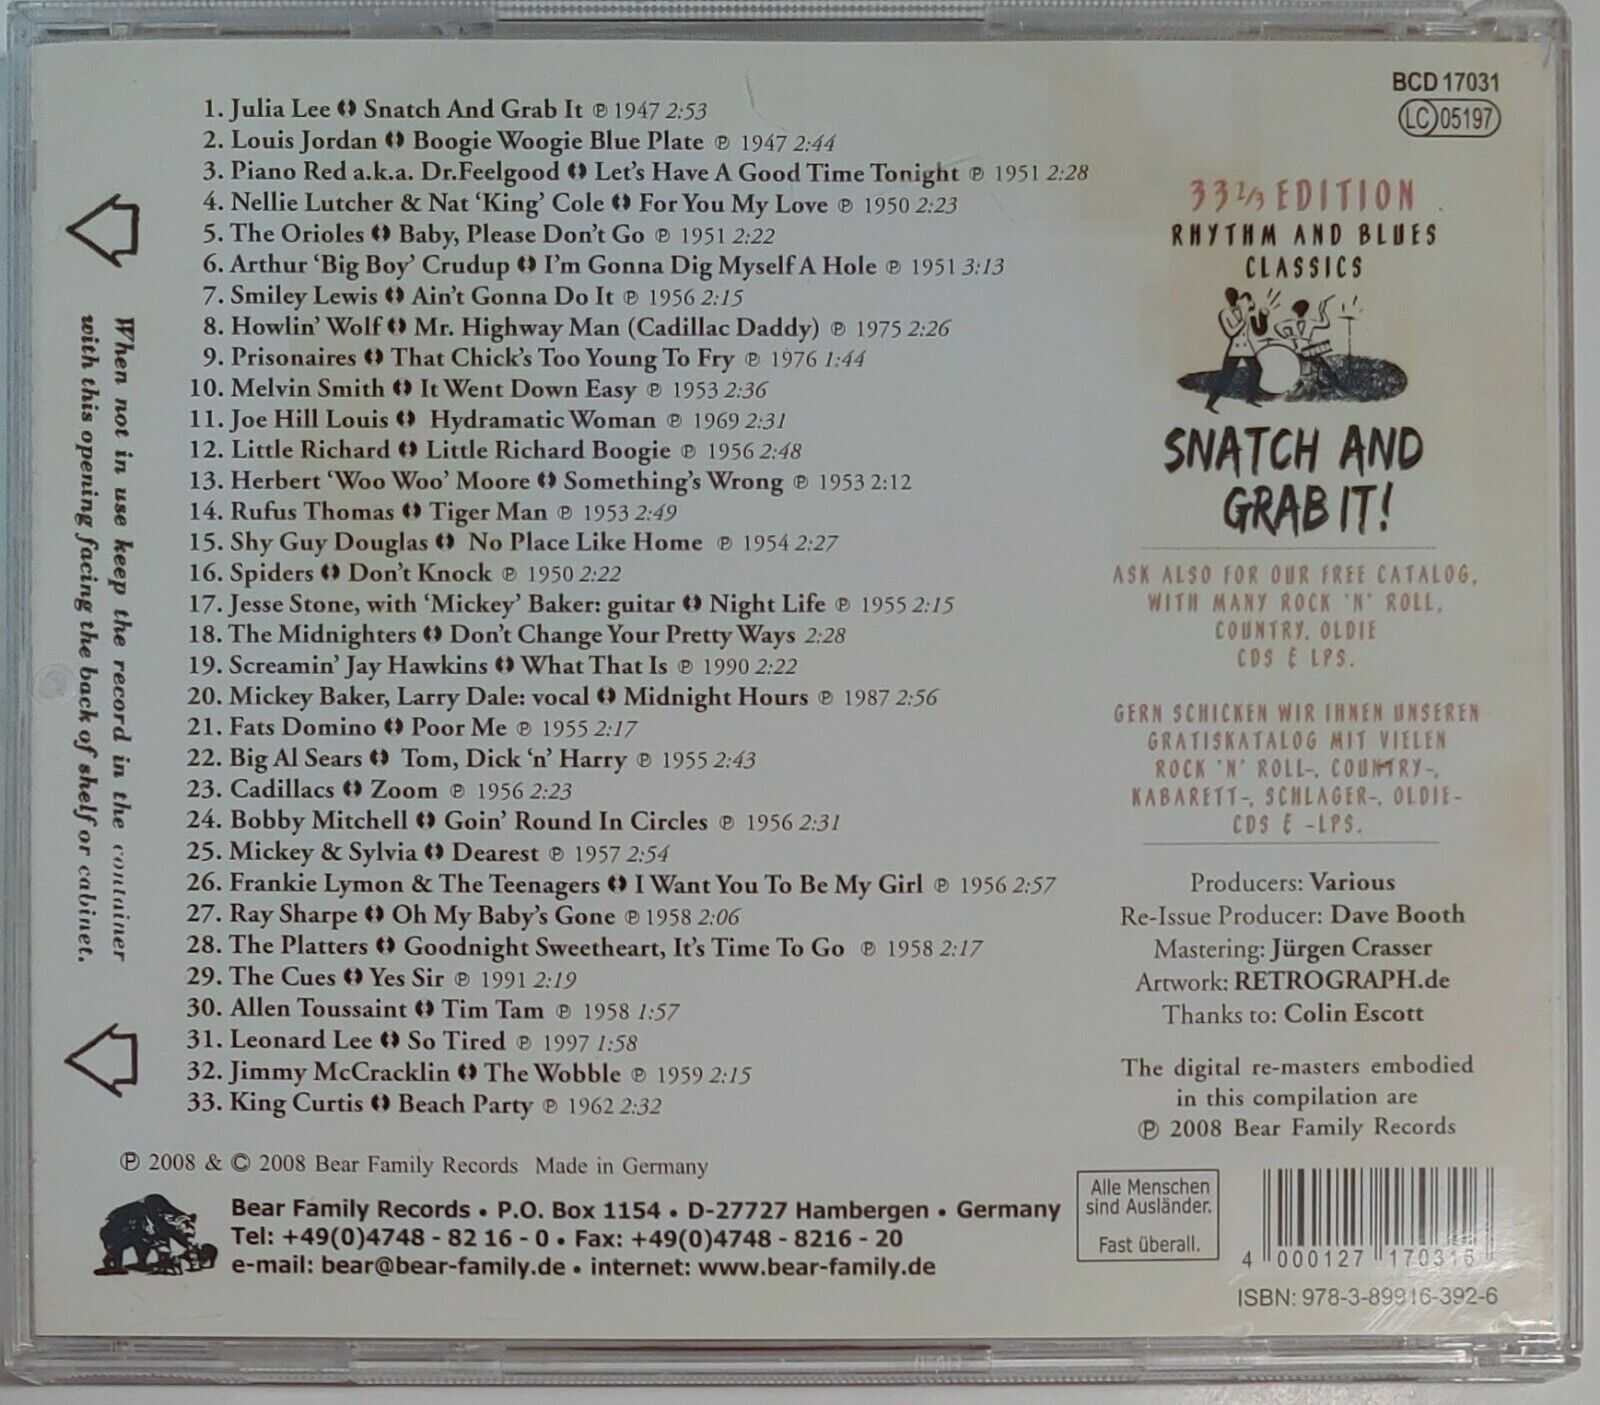 1. Julia Lee Snatch And Grab It ℗ 1947 2:53
2. Louis Jordan Boogie Woogie Blue Plate ℗ 1947 2:44
3. Piano Red a.k.a. Dr.Feelgood Let's Have A Good Time Tonight ℗ 1951 2:28
4. Nellie Lutcher & Nat 'King' Cole For You My Love ℗ 1950 2:23
5. The Orioles Baby, Please Don't Go ℗ 1951 2:22
6. Arthur 'Big Boy' Crudup I'm Gonna Dig Myself A Hole ℗ 1951 3:13
7. Smiley Lewis Ain't Gonna Do It ℗ 1956 2:15
8. Howlin' Wolf Mr. Highway Man (Cadillac Daddy) ℗ 1975 2:26
9. Prisonaires That Chick's Too Young To Fry ℗ 1976 1:44
10. Melvin Smith It Went Down Easy ℗ 1953 2:36
11. Joe Hill Louis Hydramatic Woman ℗ 1969 2:31
12. Little Richard Little Richard Boogie ℗ 1956 2:48
13. Herbert 'Woo Woo' Moore Something's Wrong ℗ 1953 2:12
14. Rufus Thomas Tiger Man ℗ 1953 2:49
15. Shy Guy Douglas No Place Like Home ℗ 1954 2:27
16. Spiders Don't Knock ℗ 1950 2:22
17. Jesse Stone, with 'Mickey' Baker: guitar Night Life ℗ 1955 2:15
18. The Midnighters Don't Change Your Pretty Ways 2:28
19. Screamin' Jay Hawkins What That Is ℗ 1990 2:22
20. Mickey Baker, Larry Dale: vocal Midnight Hours ℗ 1987 2:56
21. Fats Domino Poor Me ℗ 1955 2:17
22. Big Al Sears Tom, Dick 'n' Harry ℗ 1955 2:43
23. Cadillacs Zoom ℗ 1956 2:23
24. Bobby Mitchell Goin' Round In Circles ℗ 1956 2:31
25. Mickey & Sylvia Dearest ℗ 1957 2:54
26. Frankie Lymon & The Teenagers I Want You To Be My Girl ℗ 1956 2:57
27. Ray Sharpe Oh My Baby's Gone ℗ 1958 2:06
28. The Platters Goodnight Sweetheart, It's Time To Go ℗ 1958 2:17
29. The Cues Yes Sir ℗ 1991 2:19
30. Allen Toussaint Tim Tam ℗ 1958 1:57
31. Leonard Lee So Tired ℗ 1997 1:58
32. Jimmy McCracklin The Wobble ℗ 1959 2:15
33. King Curtis Beach Party ℗ 1962 2:32
When not in use keep the record in the container
with this opening facing the back of shelf or cabinet.
BCD 17031
LC 05197
33 1/3 EDITION
RHYTHM AND BLUES
CLASSICS
SNATCH AND
GRAB IT!
ASK ALSO FOR OUR FREE CATALOG,
WITH MANY ROCK 'N' ROLL,
COUNTRY, OLDIE
CDS & LPS.
GERN SCHICKEN WIR IHNEN UNSEREN
GRATISKATALOG MIT VIELEN
ROCK 'N' ROLL-, COUNTRY-,
KABARETT-, SCHLAGER-, OLDIE-
CDS & -LPS.
Producers: Various
Re-Issue Producer: Dave Booth
Mastering: Jürgen Crasser
Artwork: RETROGRAPH.de
Thanks to: Colin Escott
The digital re-masters embodied
in this compilation are
℗ 2008 Bear Family Records
℗ 2008 & © 2008 Bear Family Records Made in Germany
Bear Family Records • P.O. Box 1154 • D-27727 Hambergen • Germany
Tel: +49(0)4748 - 82 16 - 0 • Fax: +49(0)4748 - 8216 - 20
e-mail: bear@bear-family.de • internet: www.bear-family.de
Alle Menschen
sind Ausländer.
Fast überall.
4 000127 170316
ISBN: 978-3-89916-392-6